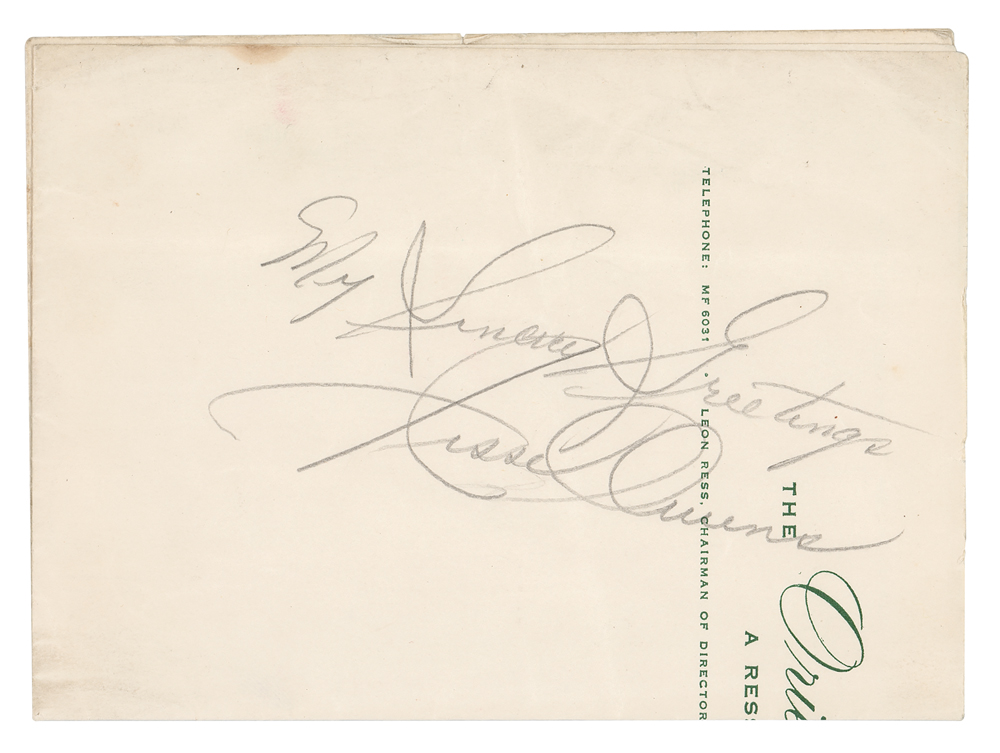 My Sincere Greetings
Jesse Owens
THE
A RES
TELEPHONE: MF 6031 • LEON RESS, CHAIRMAN OF DIRECTOR